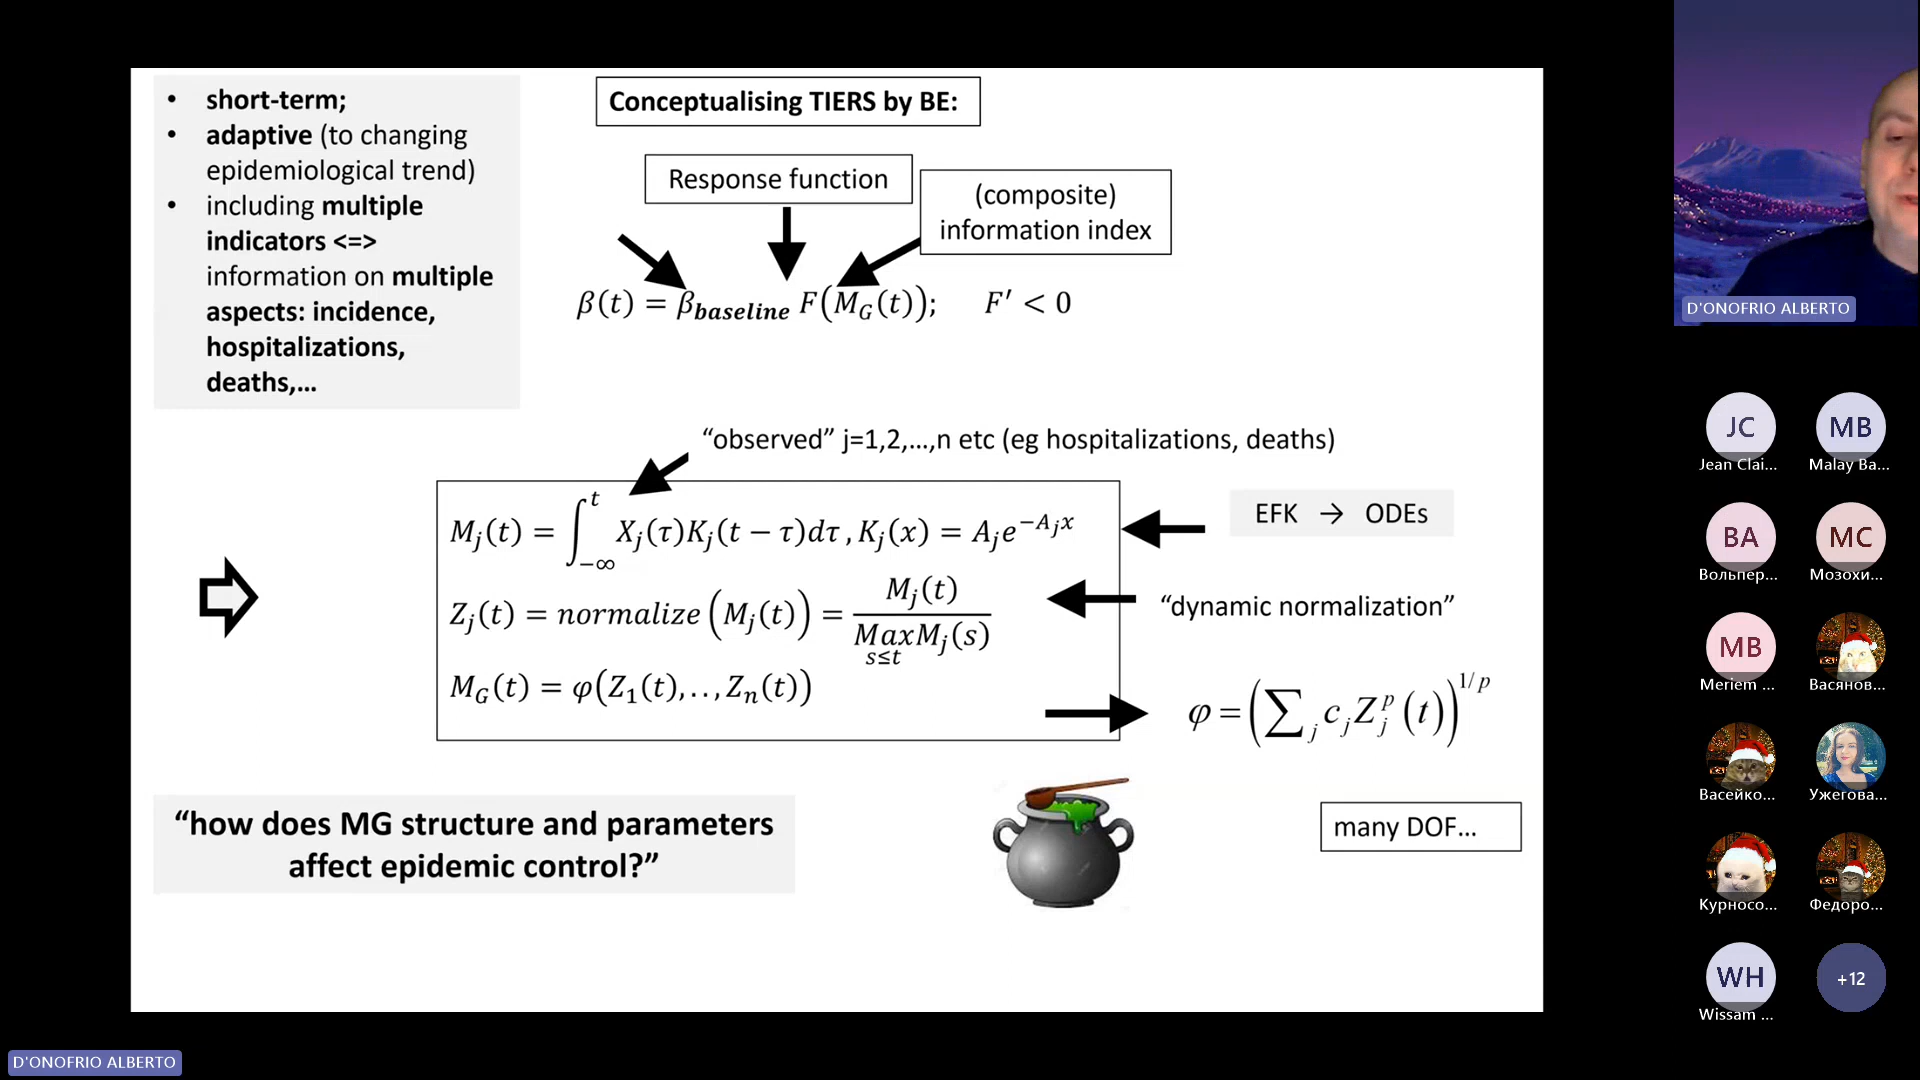 • short-term;
• adaptive (to changing
epidemiological trend)
• including multiple
indicators <=>
information on multiple
aspects: incidence,
hospitalizations,
deaths,...
Conceptualising TIERS by BE:
Response function
(composite)
information index
β(t) = β_baseline F(M_G(t)); F′ < 0
“observed” j=1,2,...,n etc (eg hospitalizations, deaths)
M_j(t) = ∫_{−∞}^{t} X_j(τ)K_j(t − τ)dτ, K_j(x) = A_j e^{−A_j x}
EFK → ODEs
Z_j(t) = normalize (M_j(t)) = M_j(t) / Max_{s≤t} M_j(s)
“dynamic normalization”
M_G(t) = φ(Z_1(t),..,Z_n(t))
φ = (∑_j c_j Z_j^p (t))^{1/p}
“how does MG structure and parameters
affect epidemic control?”
many DOF...
D'ONOFRIO ALBERTO
JC
Jean Clai...
MB
Malay Ba...
BA
Вольпер...
MC
Мозохи...
MB
Meriem ...
Васянов...
Васейко...
Ужегова...
Курносо...
Федоро...
WH
Wissam ...
+12
D'ONOFRIO ALBERTO